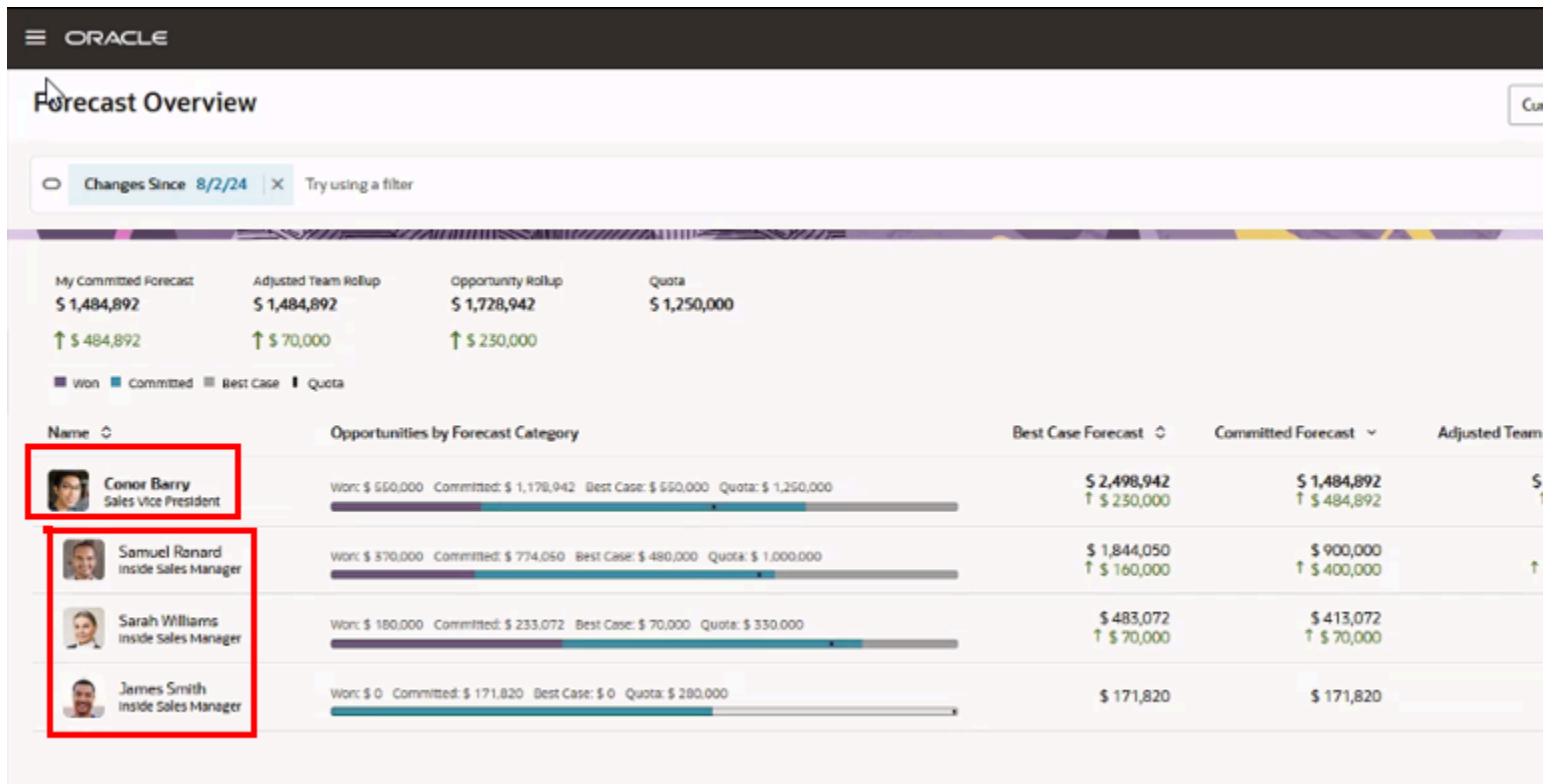 ORACLE
Forecast Overview
Changes Since 8/2/24 Try using a filter
My Committed Forecast Adjusted Team Rollup Opportunity Rollup Quota
$ 1,484,892 $ 1,484,892 $ 1,728,942 $ 1,250,000
↑ $ 484,892 ↑ $ 70,000 ↑ $ 230,000
Won Committed Best Case Quota
Name Opportunities by Forecast Category Best Case Forecast Committed Forecast Adjusted Team
Conor Barry
Sales Vice President
Won: $ 550,000 Committed: $ 1,178,942 Best Case: $ 550,000 Quota: $ 1,250,000
$ 2,498,942 $ 1,484,892 $
↑ $ 230,000 ↑ $ 484,892
Samuel Ranard
Inside Sales Manager
Won: $ 370,000 Committed: $ 774,050 Best Case: $ 480,000 Quota: $ 1,000,000
$ 1,844,050 $ 900,000
↑ $ 160,000 ↑ $ 400,000 ↑
Sarah Williams
Inside Sales Manager
Won: $ 180,000 Committed: $ 233,072 Best Case: $ 70,000 Quota: $ 330,000
$ 483,072 $ 413,072
↑ $ 70,000 ↑ $ 70,000
James Smith
Inside Sales Manager
Won: $ 0 Committed: $ 171,820 Best Case: $ 0 Quota: $ 280,000
$ 171,820 $ 171,820